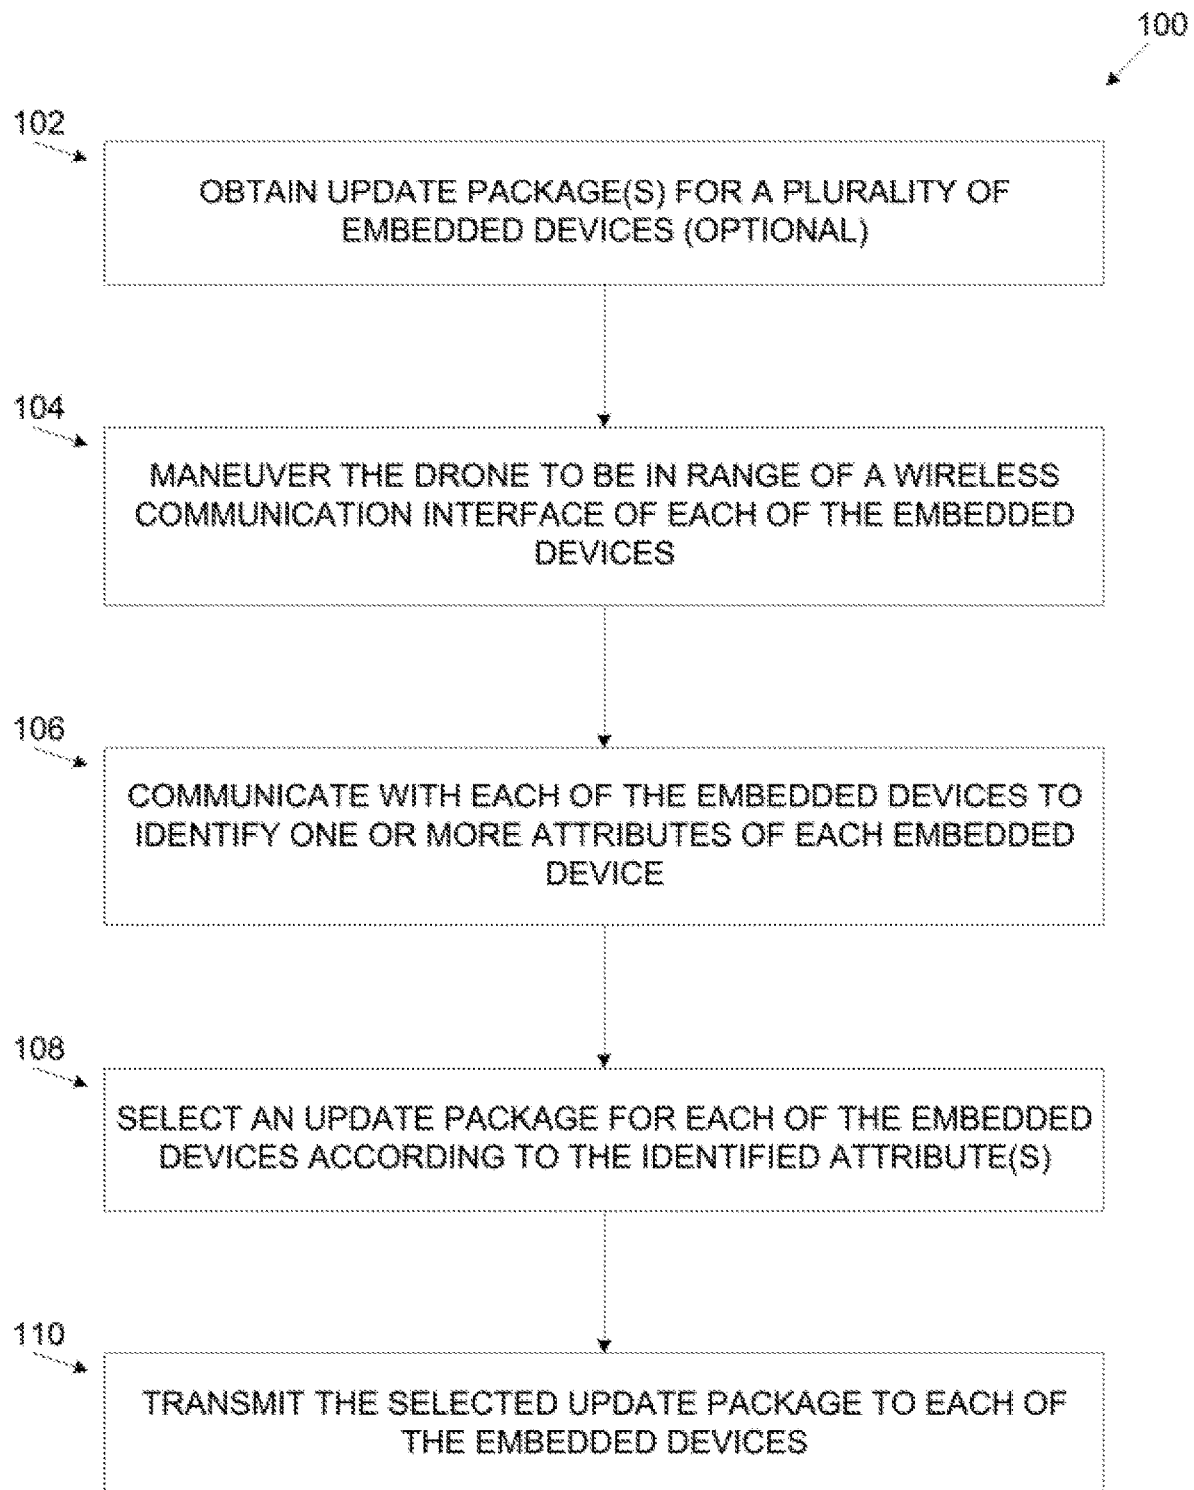 100
102
OBTAIN UPDATE PACKAGE(S) FOR A PLURALITY OF
EMBEDDED DEVICES (OPTIONAL)
104
MANEUVER THE DRONE TO BE IN RANGE OF A WIRELESS
COMMUNICATION INTERFACE OF EACH OF THE EMBEDDED
DEVICES
106
COMMUNICATE WITH EACH OF THE EMBEDDED DEVICES TO
IDENTIFY ONE OR MORE ATTRIBUTES OF EACH EMBEDDED
DEVICE
108
SELECT AN UPDATE PACKAGE FOR EACH OF THE EMBEDDED
DEVICES ACCORDING TO THE IDENTIFIED ATTRIBUTE(S)
110
TRANSMIT THE SELECTED UPDATE PACKAGE TO EACH OF
THE EMBEDDED DEVICES